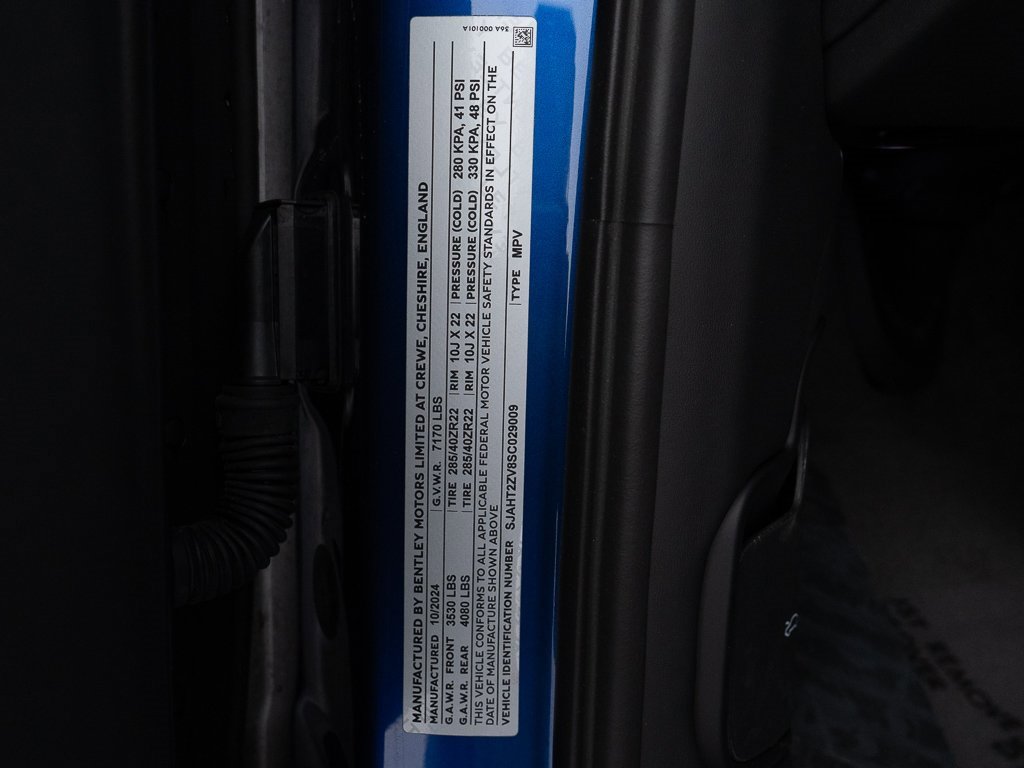 36A 000101A
MANUFACTURED BY BENTLEY MOTORS LIMITED AT CREWE, CHESHIRE, ENGLAND
MANUFACTURED 10/2024 G.V.W.R. 7170 LBS
G.A.W.R. FRONT 3530 LBS TIRE 285/40ZR22 RIM 10J X 22 PRESSURE (COLD) 280 KPA, 41 PSI
G.A.W.R. REAR 4080 LBS TIRE 285/40ZR22 RIM 10J X 22 PRESSURE (COLD) 330 KPA, 48 PSI
THIS VEHICLE CONFORMS TO ALL APPLICABLE FEDERAL MOTOR VEHICLE SAFETY STANDARDS IN EFFECT ON THE
DATE OF MANUFACTURE SHOWN ABOVE
VEHICLE IDENTIFICATION NUMBER SJAHT2ZV8SC029009 TYPE MPV